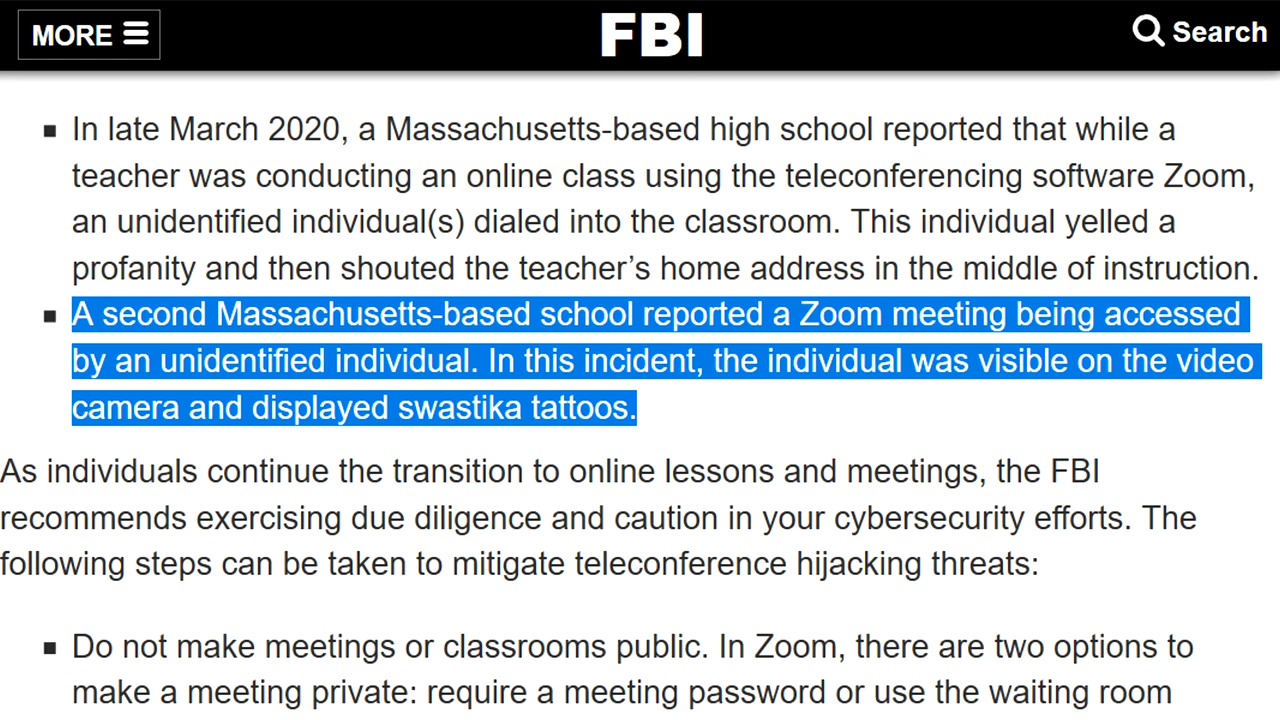 MORE
FBI
Search
In late March 2020, a Massachusetts-based high school reported that while a
teacher was conducting an online class using the teleconferencing software Zoom,
an unidentified individual(s) dialed into the classroom. This individual yelled a
profanity and then shouted the teacher’s home address in the middle of instruction.
A second Massachusetts-based school reported a Zoom meeting being accessed
by an unidentified individual. In this incident, the individual was visible on the video
camera and displayed swastika tattoos.
As individuals continue the transition to online lessons and meetings, the FBI
recommends exercising due diligence and caution in your cybersecurity efforts. The
following steps can be taken to mitigate teleconference hijacking threats:
Do not make meetings or classrooms public. In Zoom, there are two options to
make a meeting private: require a meeting password or use the waiting room